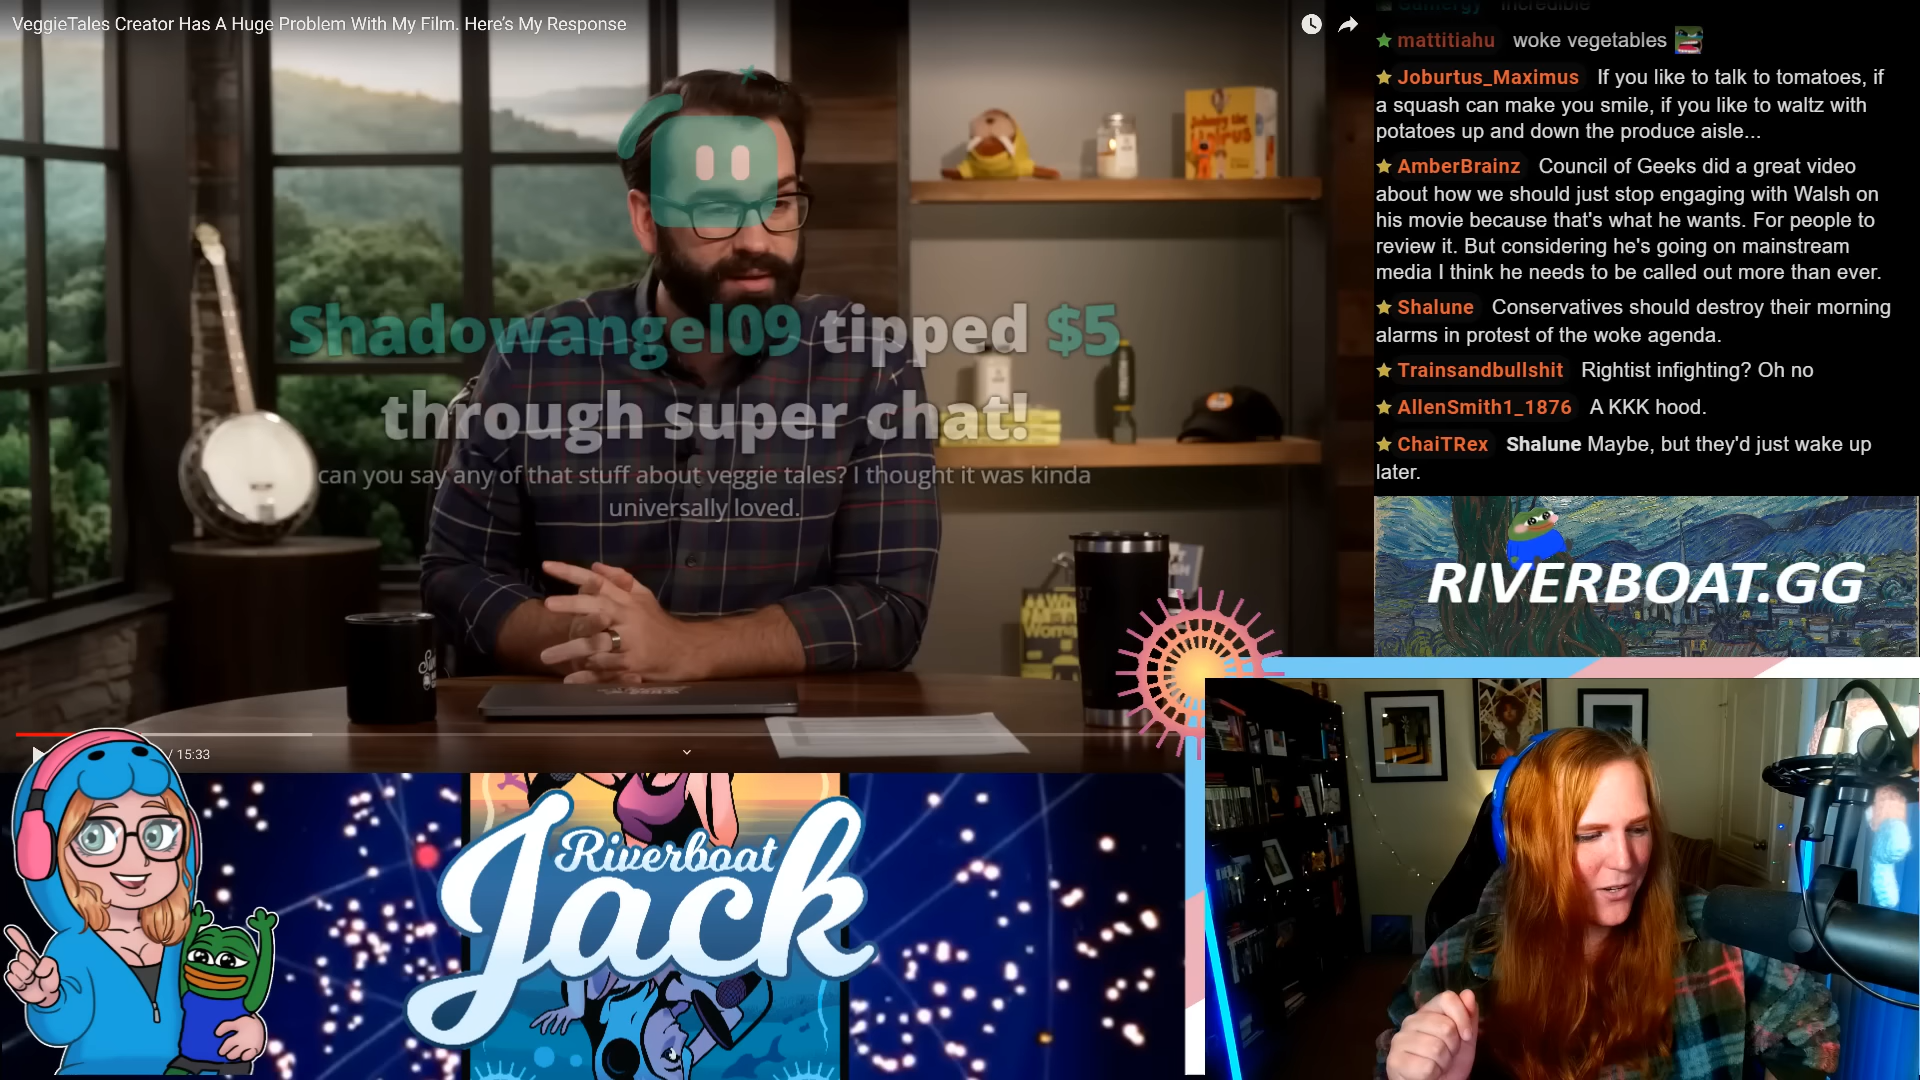 VeggieTales Creator Has A Huge Problem With My Film. Here's My Response
Shadowangel09 tipped $5
through super chat!
can you say any of that stuff about veggie tales? I thought it was kinda
universally loved.
/ 15:33
Johnny the
Walrus
Riverboat
Jack
incredible
mattitiahu woke vegetables
Joburtus_Maximus If you like to talk to tomatoes, if
a squash can make you smile, if you like to waltz with
potatoes up and down the produce aisle...
AmberBrainz Council of Geeks did a great video
about how we should just stop engaging with Walsh on
his movie because that's what he wants. For people to
review it. But considering he's going on mainstream
media I think he needs to be called out more than ever.
Shalune Conservatives should destroy their morning
alarms in protest of the woke agenda.
Trainsandbullshit Rightist infighting? Oh no
AllenSmith1_1876 A KKK hood.
ChaiTRex Shalune Maybe, but they'd just wake up
later.
RIVERBOAT.GG